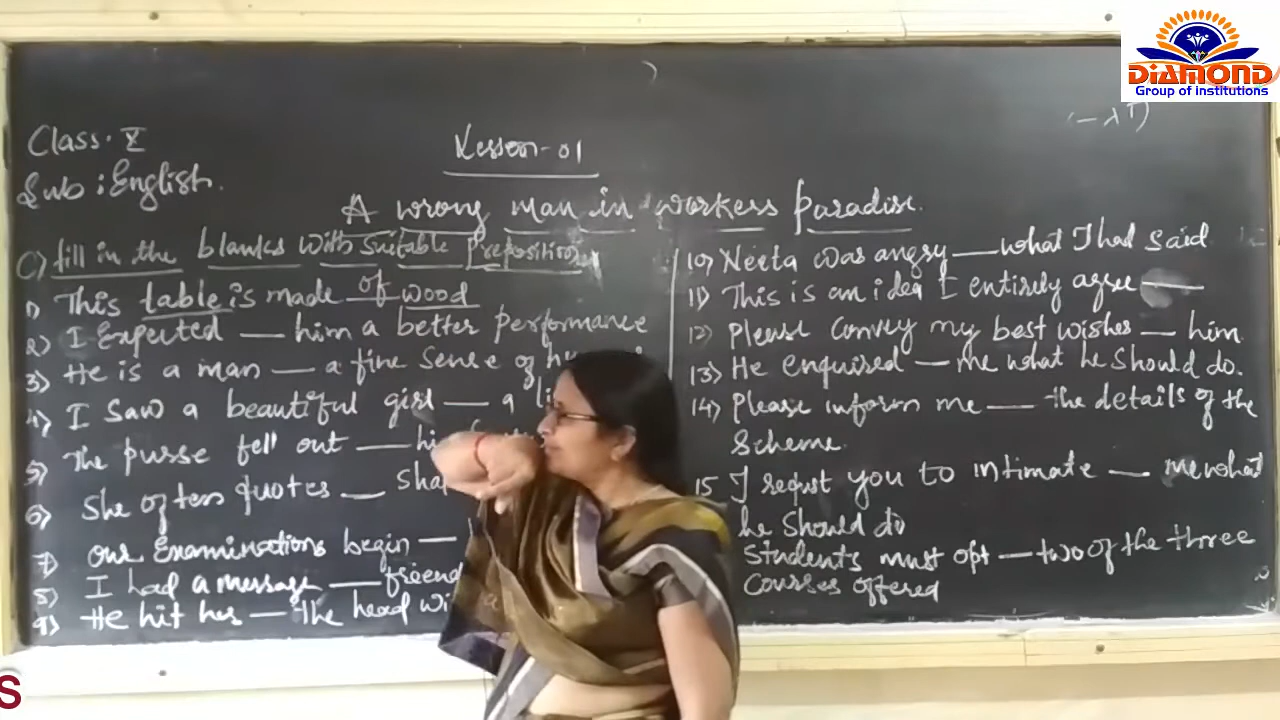 DiAMOND
Group of institutions
Class. X
Sub : English.
Lesson-01
A wrong man in workers paradise.
C) fill in the blanks with suitable prepositions
1) This table is made of wood
2) I Expected — him a better performance
3) He is a man — a fine sense of
4) I saw a beautiful girl — a
5) The purse fell out —
6) She often quotes —
7) our Examinations begin —
8) I had a message — friend
9) He hit her — the head
10) Neeta was angry — what I had said
11) This is an idea I entirely agree —
12) Please convey my best wishes — him.
13) He enquired — me what he should do.
14) Please inform me — the details of the
Scheme.
15 I requst you to intimate — me what
he should do
Students must opt — two of the three
Courses offered
S